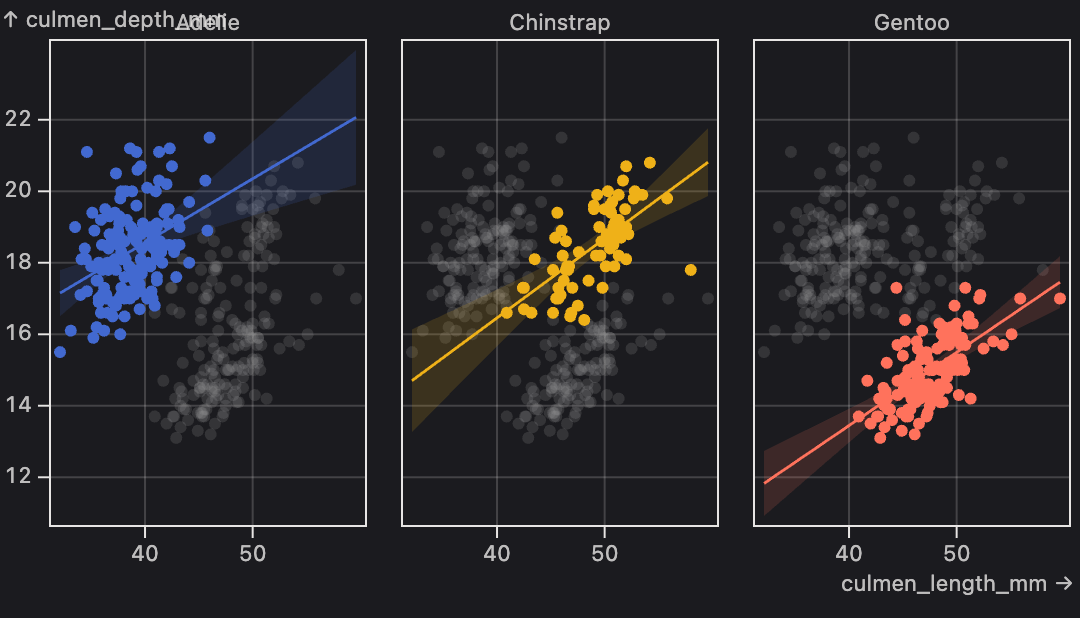 ↑ culmen_depth_mm
Adelie
Chinstrap
Gentoo
22
20
18
16
14
12
40
50
40
50
40
50
culmen_length_mm →